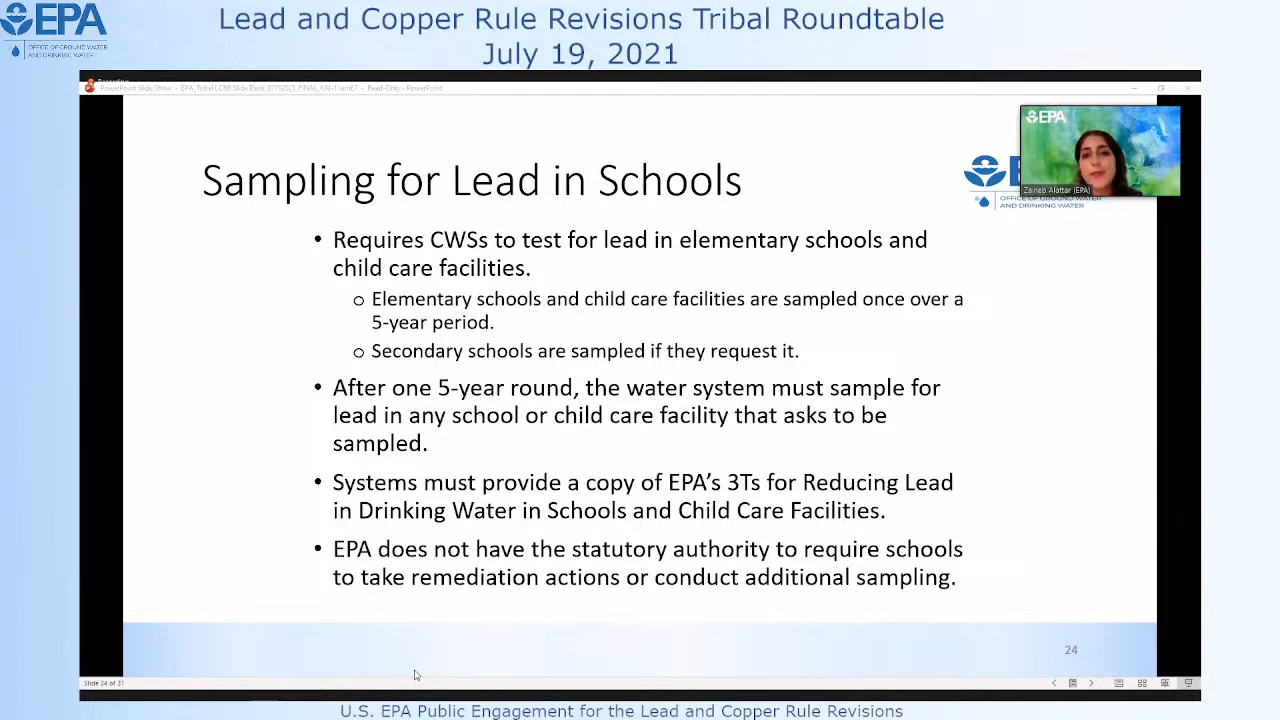 EPA
OFFICE OF GROUND WATER
AND DRINKING WATER
Lead and Copper Rule Revisions Tribal Roundtable
July 19, 2021
Recording
PowerPoint Slide Show - EPA_Tribal LCRR Slide Deck_07192021_FINAL_KAI-11amET - Read-Only - PowerPoint
EPA
Zaineb Alattar (EPA)
OFFICE OF GROUND WATER
AND DRINKING WATER
Sampling for Lead in Schools
• Requires CWSs to test for lead in elementary schools and
child care facilities.
o Elementary schools and child care facilities are sampled once over a
5-year period.
o Secondary schools are sampled if they request it.
• After one 5-year round, the water system must sample for
lead in any school or child care facility that asks to be
sampled.
• Systems must provide a copy of EPA's 3Ts for Reducing Lead
in Drinking Water in Schools and Child Care Facilities.
• EPA does not have the statutory authority to require schools
to take remediation actions or conduct additional sampling.
24
Slide 24 of 31
U.S. EPA Public Engagement for the Lead and Copper Rule Revisions